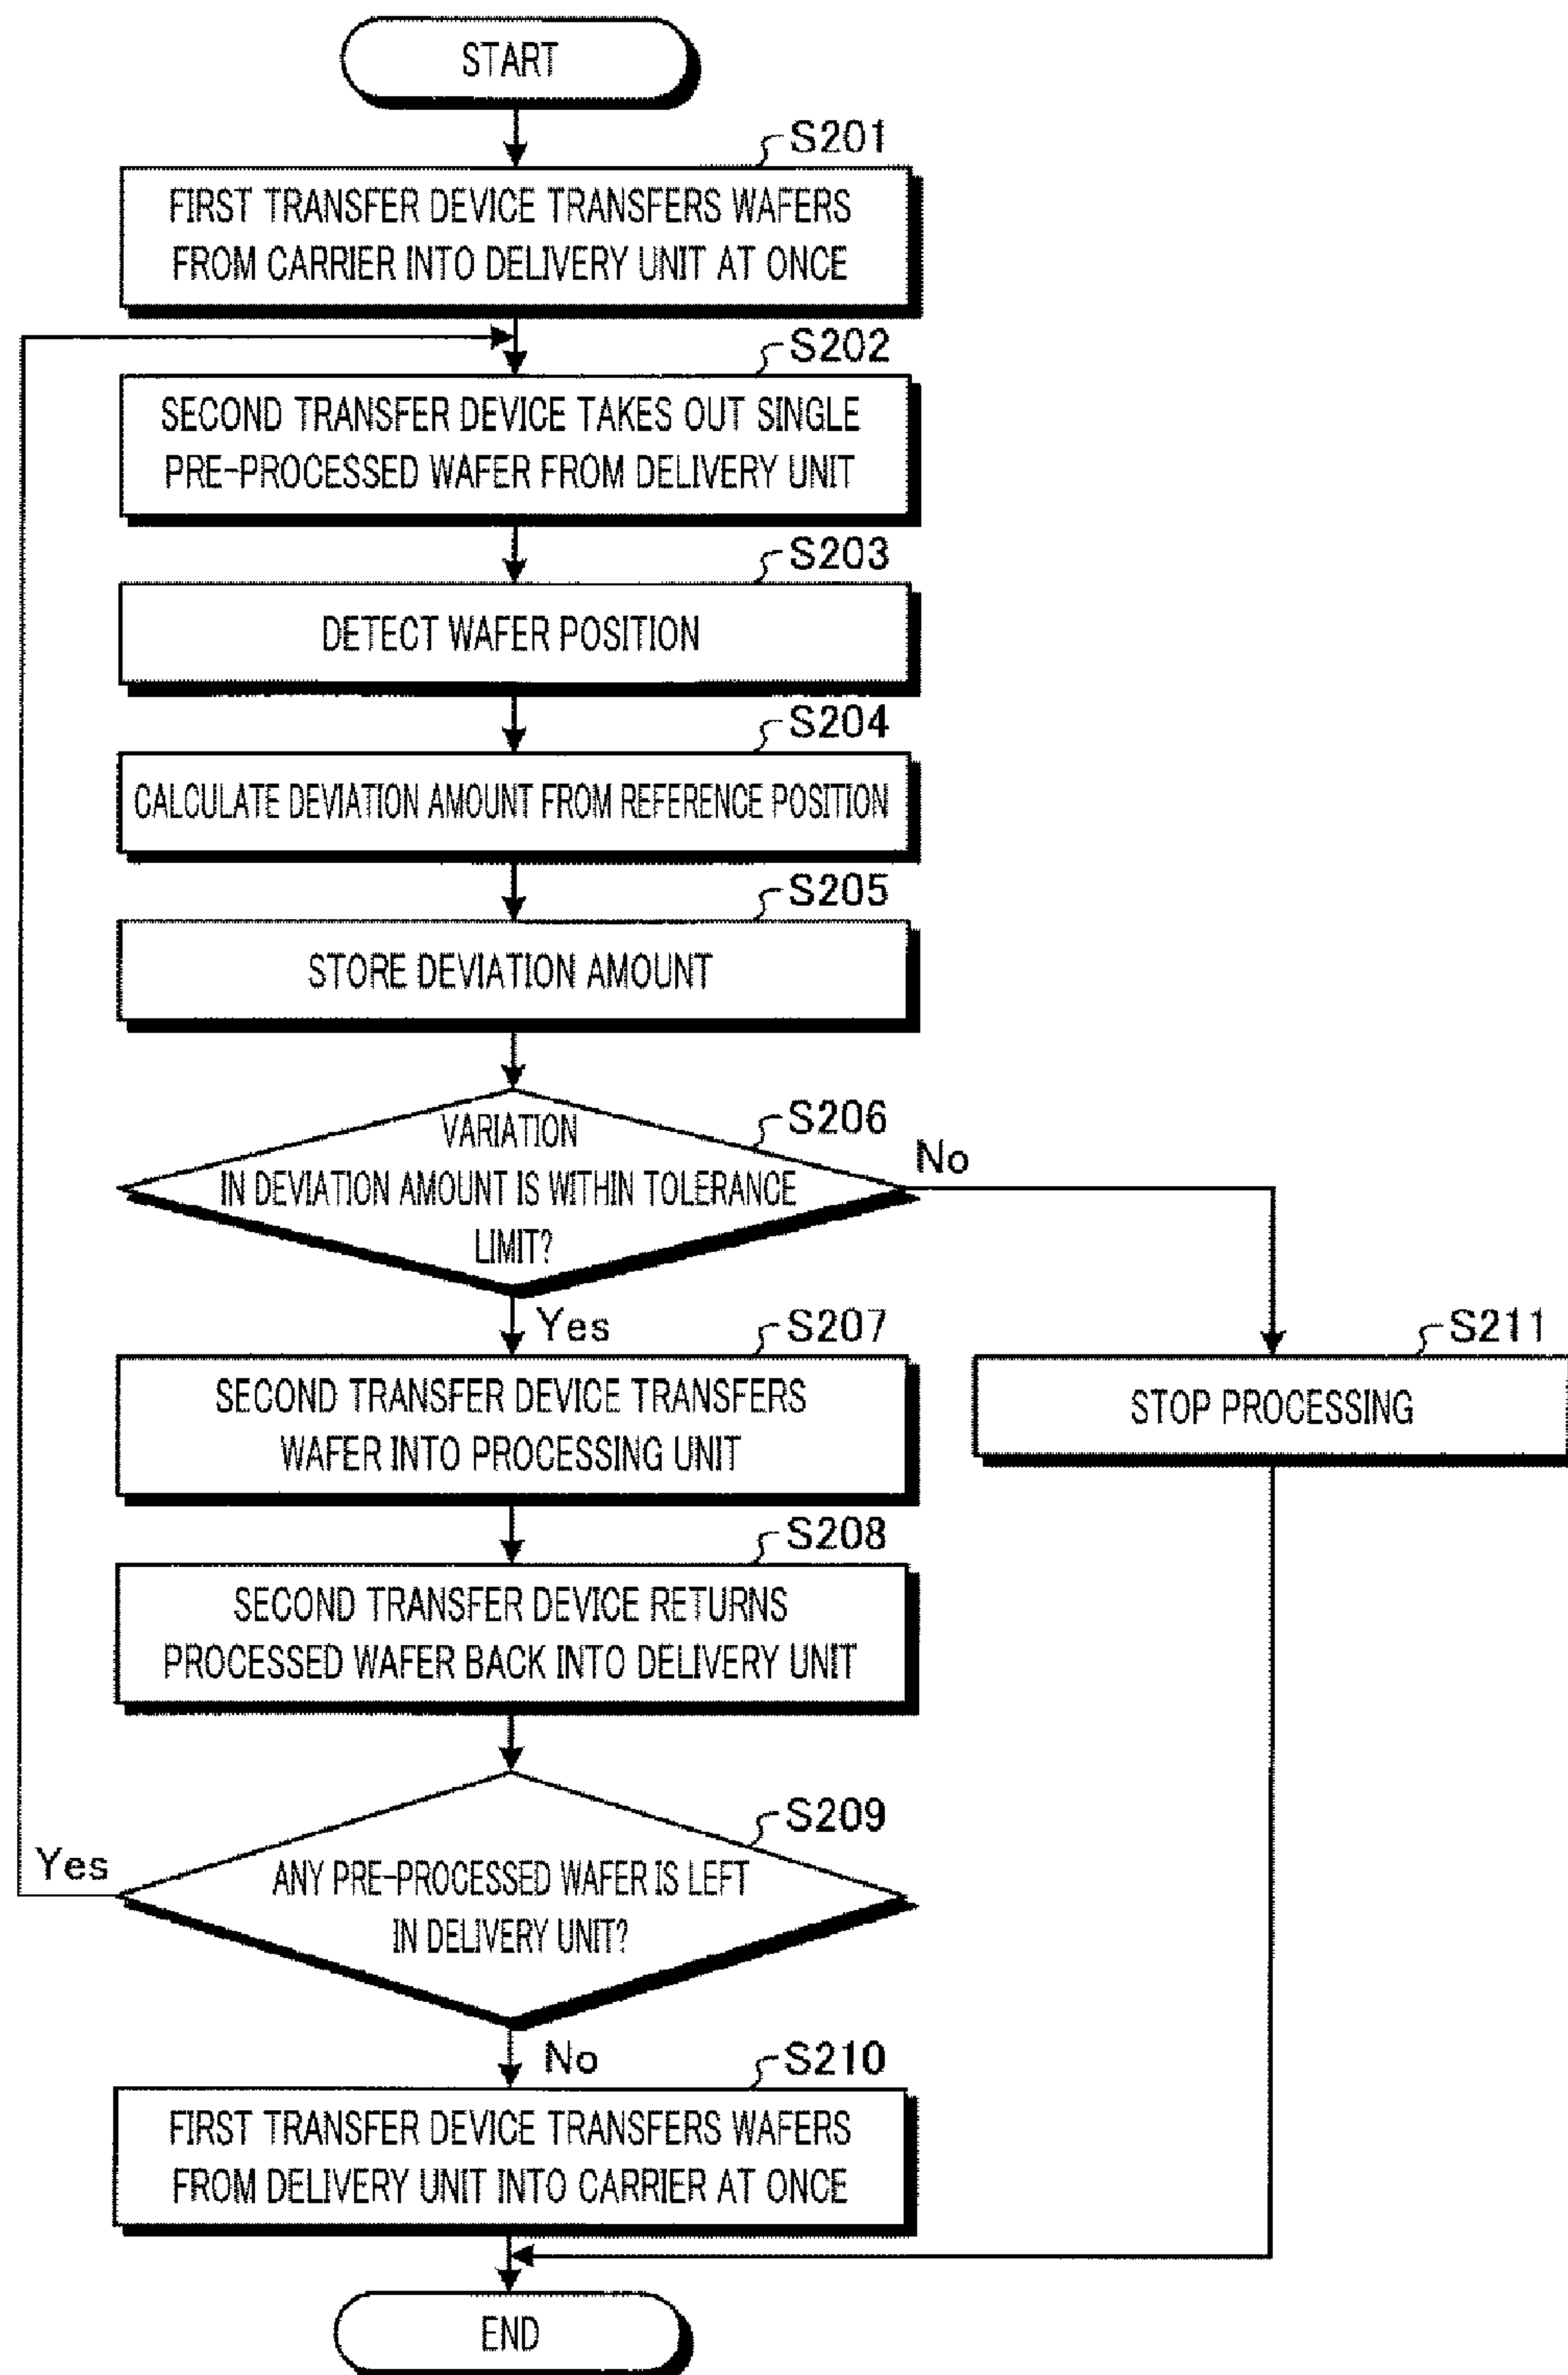 START
S201
FIRST TRANSFER DEVICE TRANSFERS WAFERS
FROM CARRIER INTO DELIVERY UNIT AT ONCE
S202
SECOND TRANSFER DEVICE TAKES OUT SINGLE
PRE-PROCESSED WAFER FROM DELIVERY UNIT
S203
DETECT WAFER POSITION
S204
CALCULATE DEVIATION AMOUNT FROM REFERENCE POSITION
S205
STORE DEVIATION AMOUNT
S206
VARIATION
IN DEVIATION AMOUNT IS WITHIN TOLERANCE
LIMIT?
No
Yes
S207
SECOND TRANSFER DEVICE TRANSFERS
WAFER INTO PROCESSING UNIT
S211
STOP PROCESSING
S208
SECOND TRANSFER DEVICE RETURNS
PROCESSED WAFER BACK INTO DELIVERY UNIT
S209
Yes
ANY PRE-PROCESSED WAFER IS LEFT
IN DELIVERY UNIT?
No
S210
FIRST TRANSFER DEVICE TRANSFERS WAFERS
FROM DELIVERY UNIT INTO CARRIER AT ONCE
END